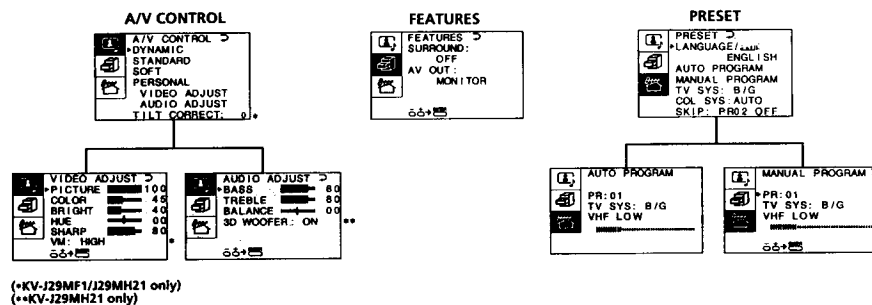 A/V CONTROL
A/V CONTROL
DYNAMIC
STANDARD
SOFT
PERSONAL
VIDEO ADJUST
AUDIO ADJUST
TILT CORRECT: 0 *
VIDEO ADJUST
PICTURE 100
COLOR 45
BRIGHT 40
HUE 00
SHARP 80
VM: HIGH *
AUDIO ADJUST
BASS 80
TREBLE 80
BALANCE 00
3D WOOFER: ON **
FEATURES
FEATURES
SURROUND:
OFF
AV OUT:
MONITOR
PRESET
PRESET
LANGUAGE/
ENGLISH
AUTO PROGRAM
MANUAL PROGRAM
TV SYS: B/G
COL SYS: AUTO
SKIP: PR02 OFF
AUTO PROGRAM
PR:01
TV SYS: B/G
VHF LOW
MANUAL PROGRAM
PR:01
TV SYS: B/G
VHF LOW
(*KV-J29MF1/J29MH21 only)
(**KV-J29MH21 only)